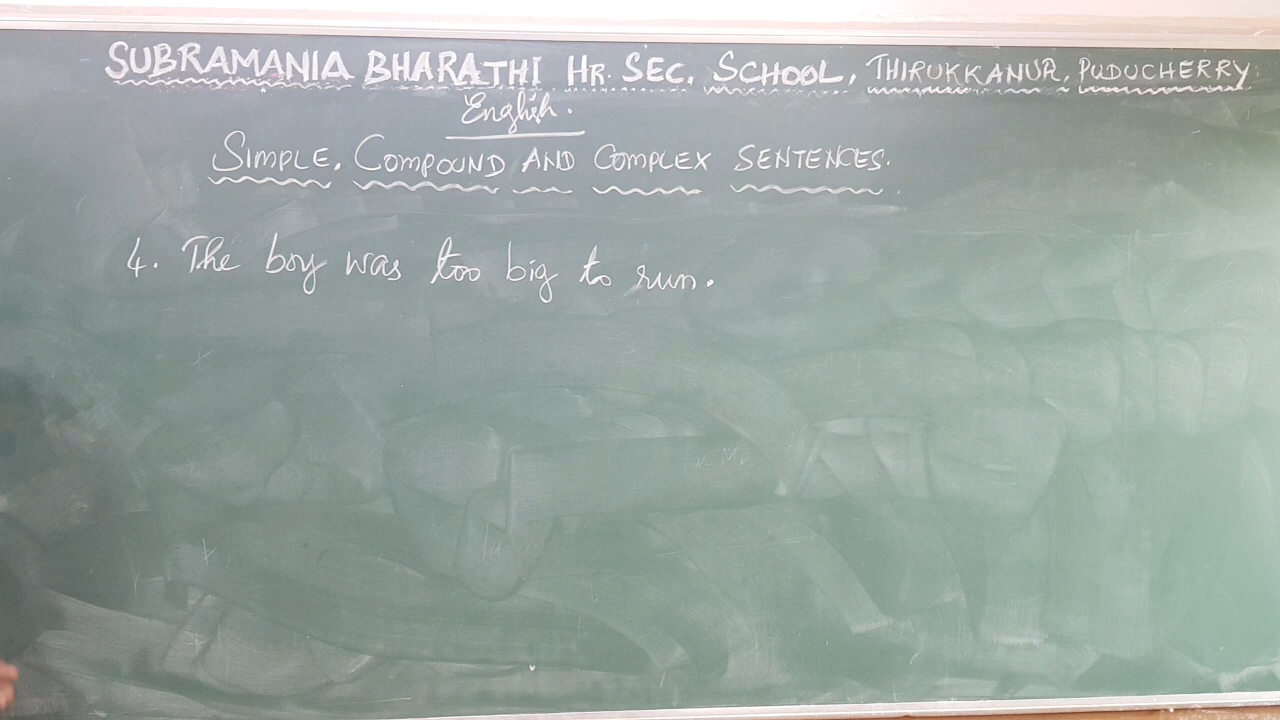 SUBRAMANIA BHARATHI HR. SEC. SCHOOL, THIRUKKANUR, PUDUCHERRY
English.
SIMPLE, COMPOUND AND COMPLEX SENTENCES.
4. The boy was too big to run.